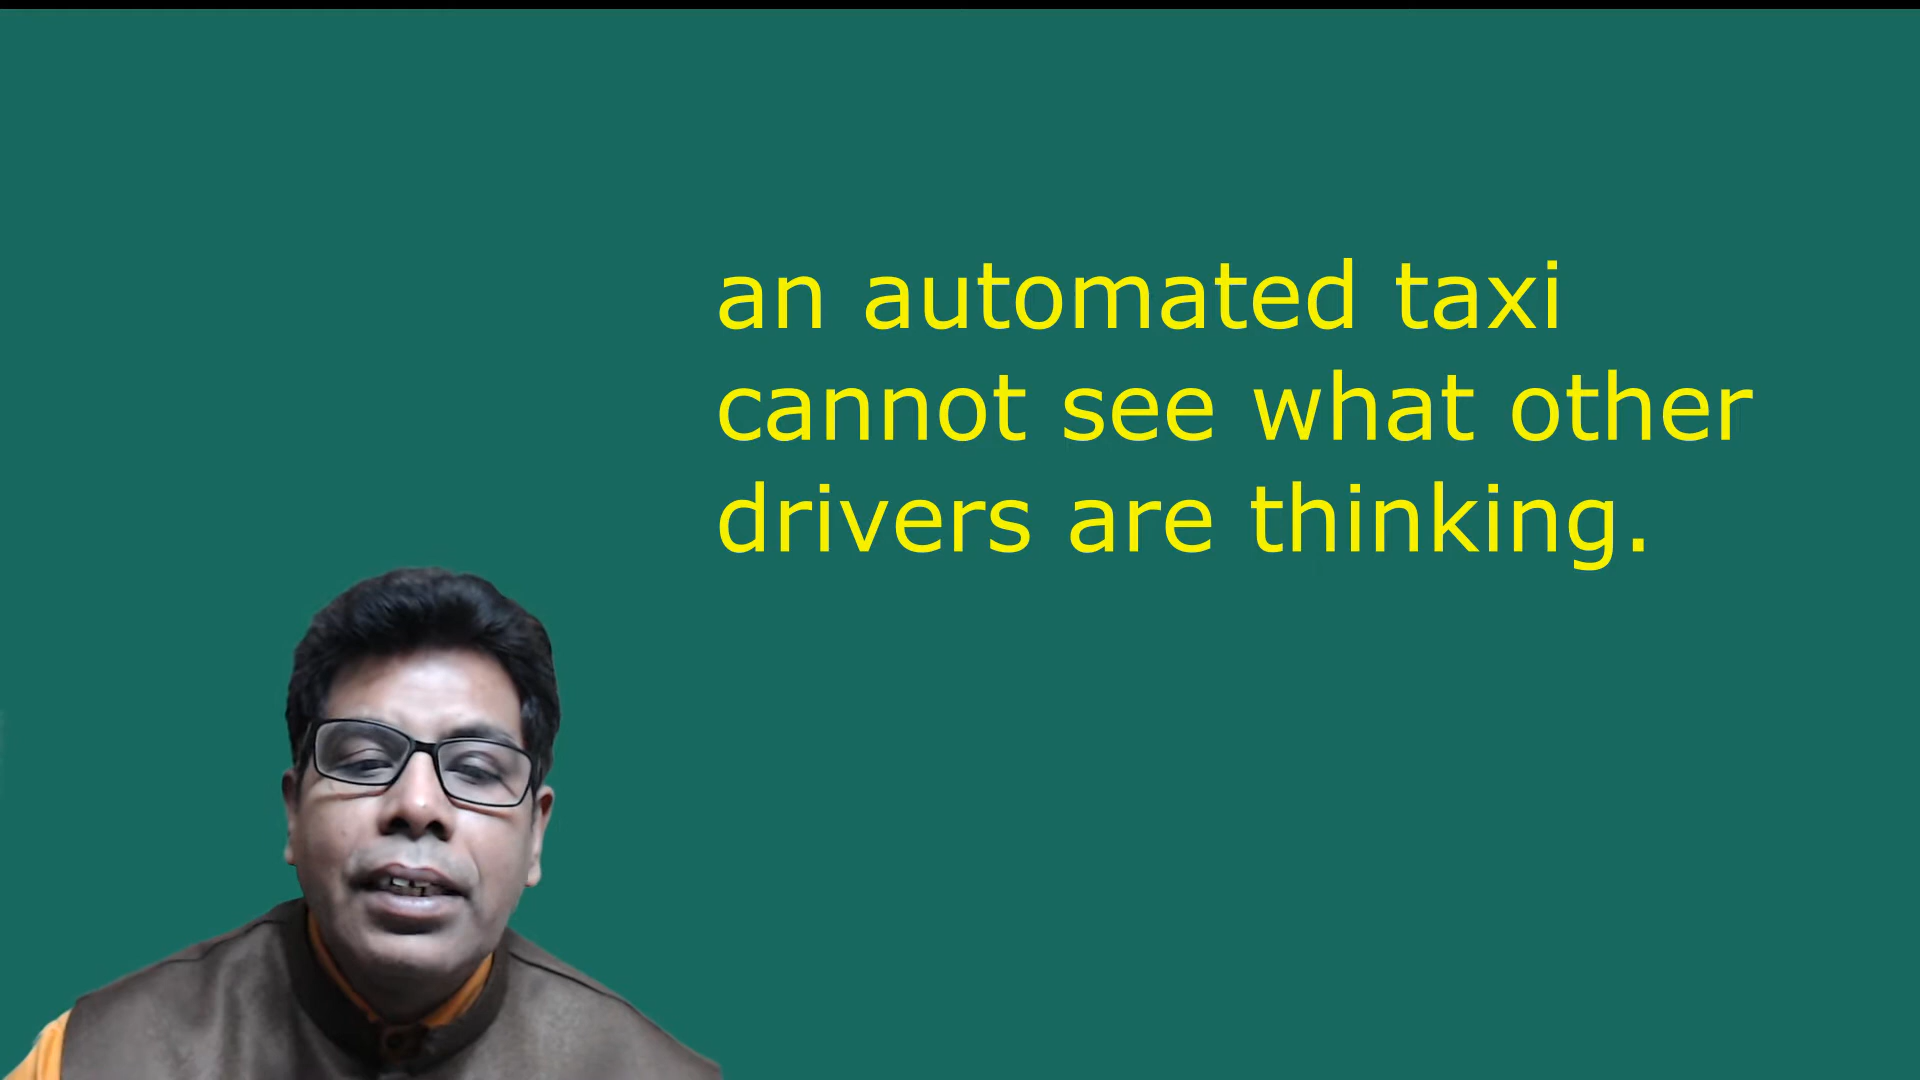 an automated taxi
cannot see what other
drivers are thinking.